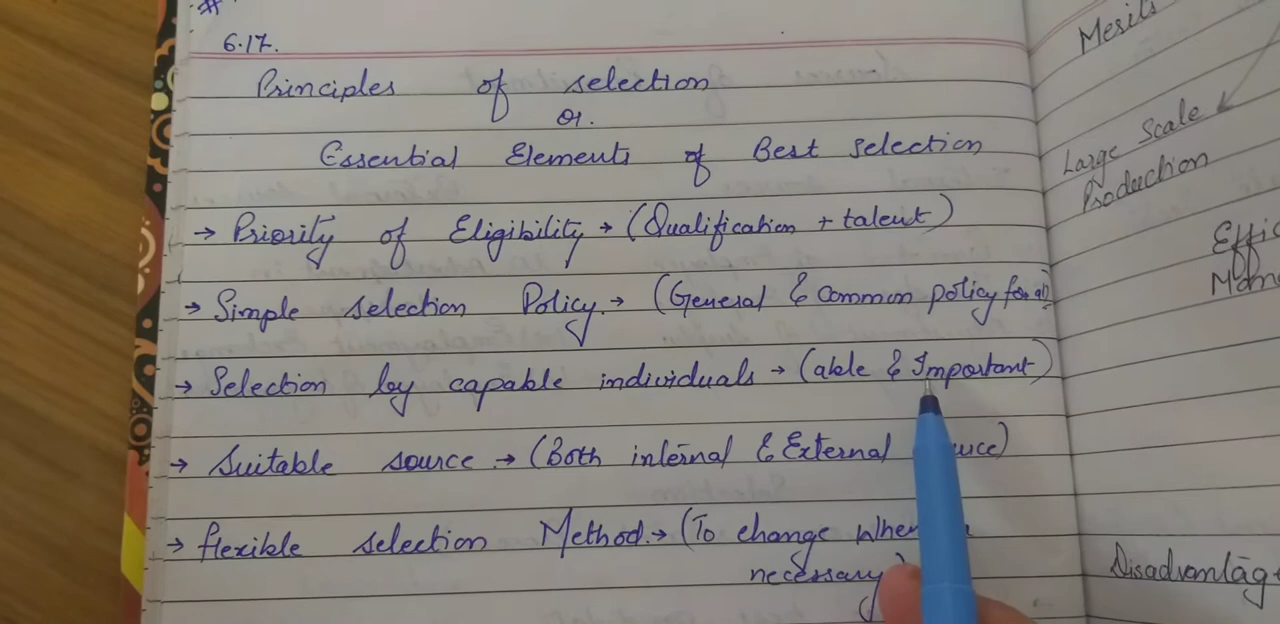 #
6.17.
Principles of selection
or.
Essential Elements of Best selection
→ Priority of Eligibility → (Qualification + talent)
→ Simple selection Policy. → (General & Common policy for all)
→ Selection by capable individuals → (able & Important)
→ Suitable source. → (Both internal & External
→ flexible selection Method. → (To change
necessary)
Merits
Large Scale
Production
Disadvantag